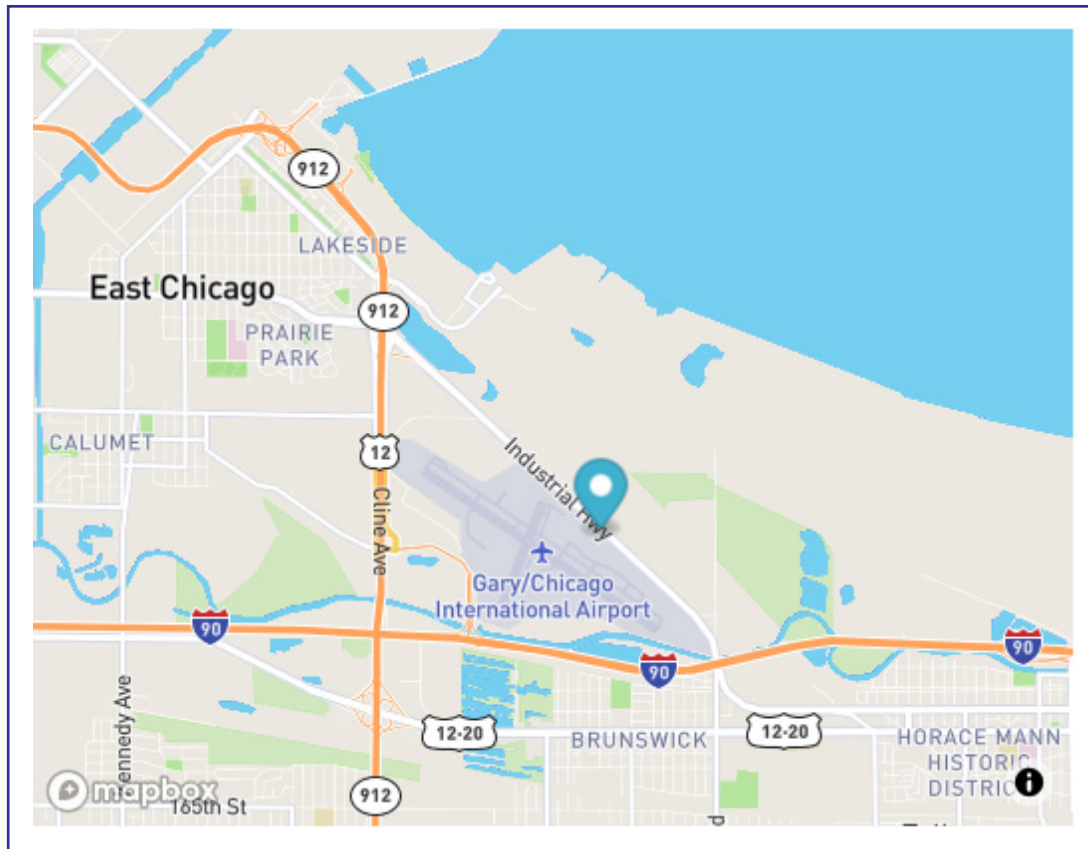 912
LAKESIDE
East Chicago
912
PRAIRIE
PARK
CALUMET
12
Industrial Hwy
Cline Ave
Gary/Chicago
International Airport
90
90
90
Kennedy Ave
12-20
BRUNSWICK
12-20
HORACE MANN
HISTORIC
DISTRIC
mapbox
165th St
912